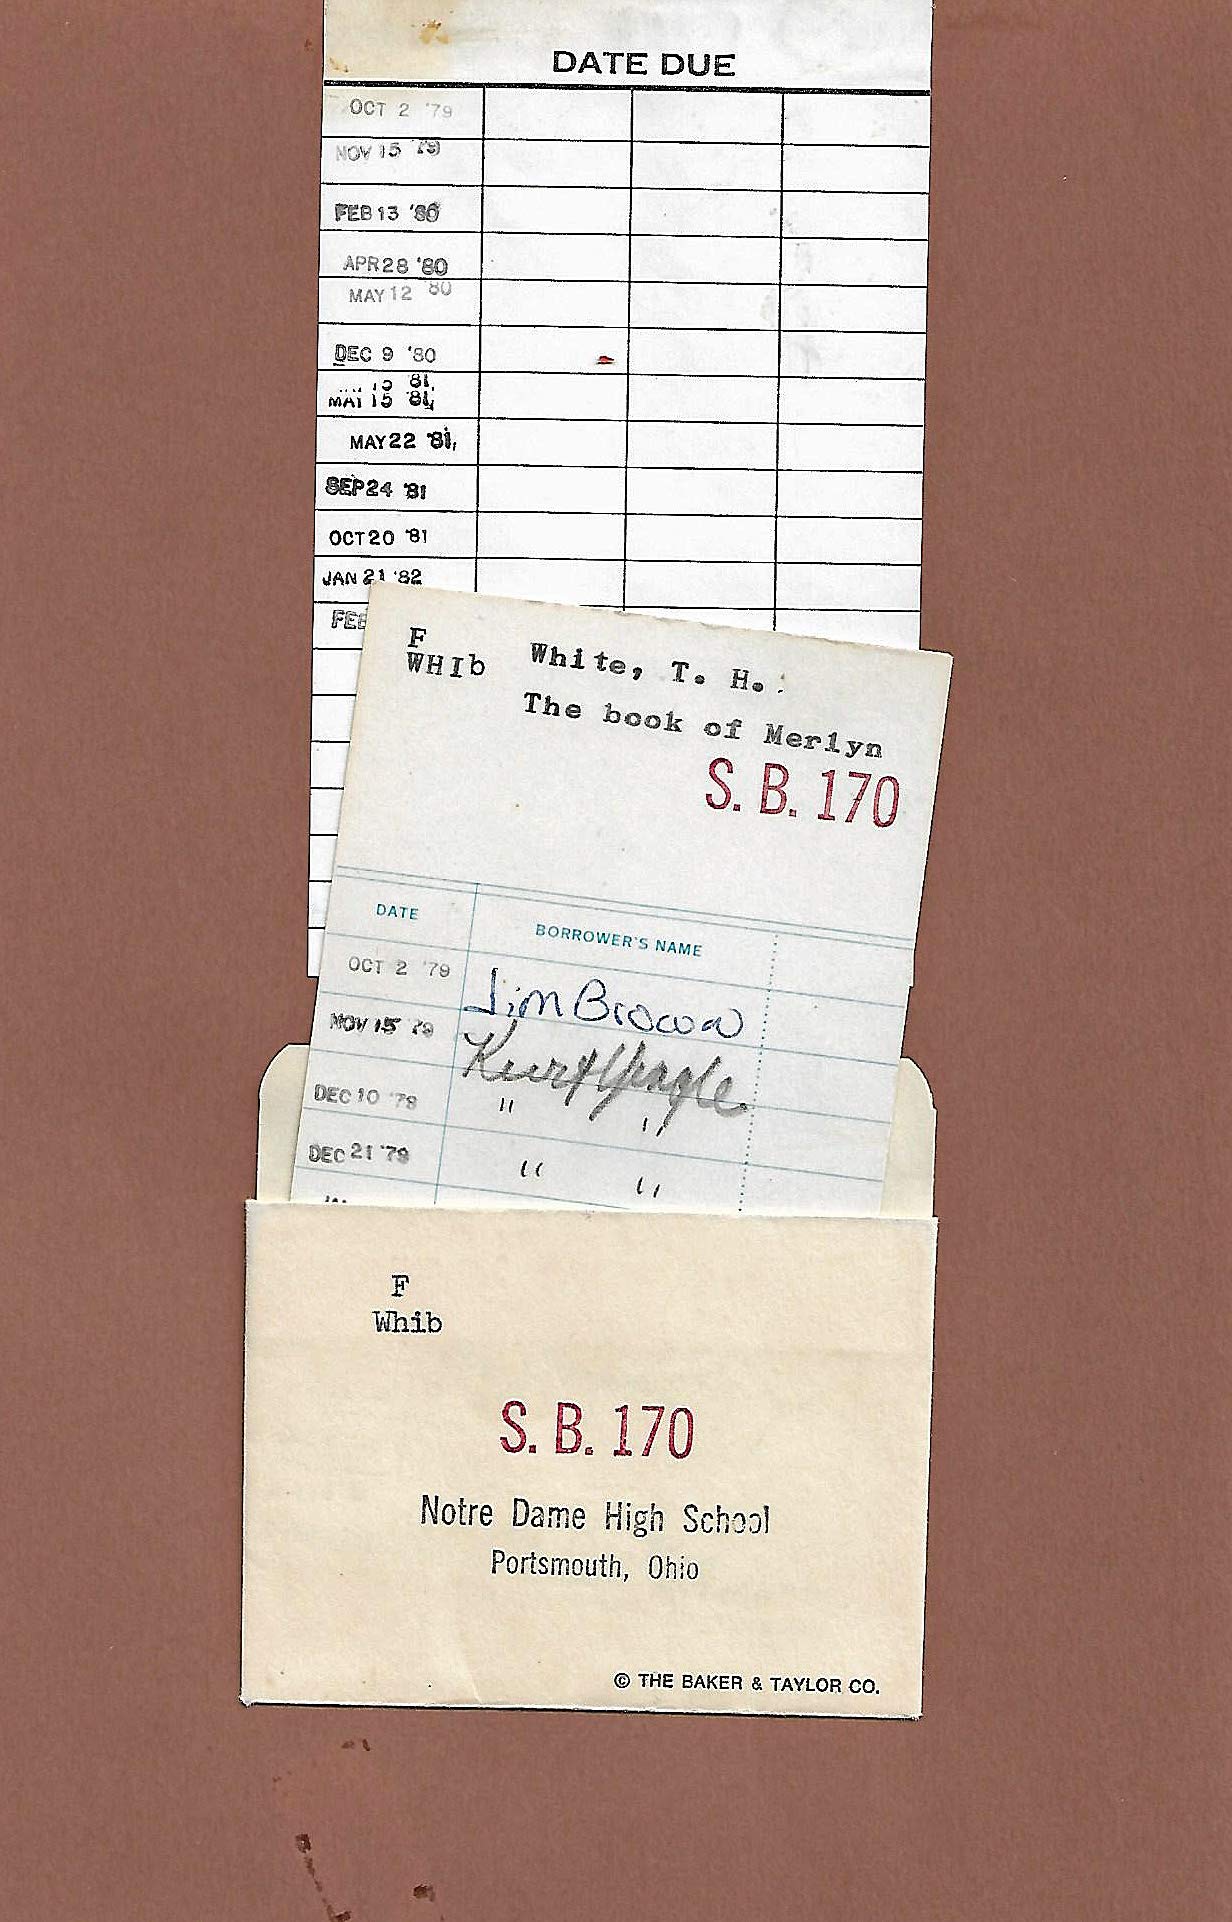 DATE DUE
OCT 2 '79
NOV 15 '79
FEB 13 '80
APR 28 '80
MAY 12 '80
DEC 9 '80
15 81
MAY 15 81
MAY 22 '81
SEP 24 '81
OCT 20 '81
JAN 21 '82
FEB
F
WHIb
White, T. H.
The book of Merlyn
S. B. 170
DATE BORROWER'S NAME
OCT 2 '79 Jim Brown
NOV 15 79 Kurt Yeagle
DEC 10 '79 " "
DEC 21 '79 " "
F
Whib
S. B. 170
Notre Dame High School
Portsmouth, Ohio
© THE BAKER & TAYLOR CO.